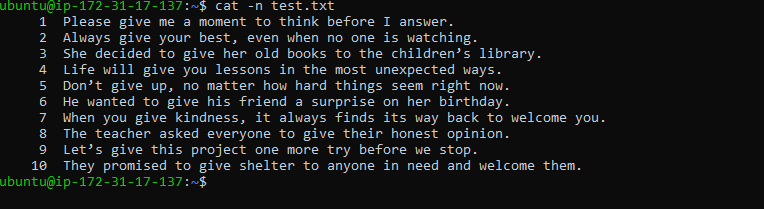 ubuntu@ip-172-31-17-137:~$ cat -n test.txt
     1  Please give me a moment to think before I answer.
     2  Always give your best, even when no one is watching.
     3  She decided to give her old books to the children’s library.
     4  Life will give you lessons in the most unexpected ways.
     5  Don’t give up, no matter how hard things seem right now.
     6  He wanted to give his friend a surprise on her birthday.
     7  When you give kindness, it always finds its way back to welcome you.
     8  The teacher asked everyone to give their honest opinion.
     9  Let’s give this project one more try before we stop.
    10  They promised to give shelter to anyone in need and welcome them.
ubuntu@ip-172-31-17-137:~$